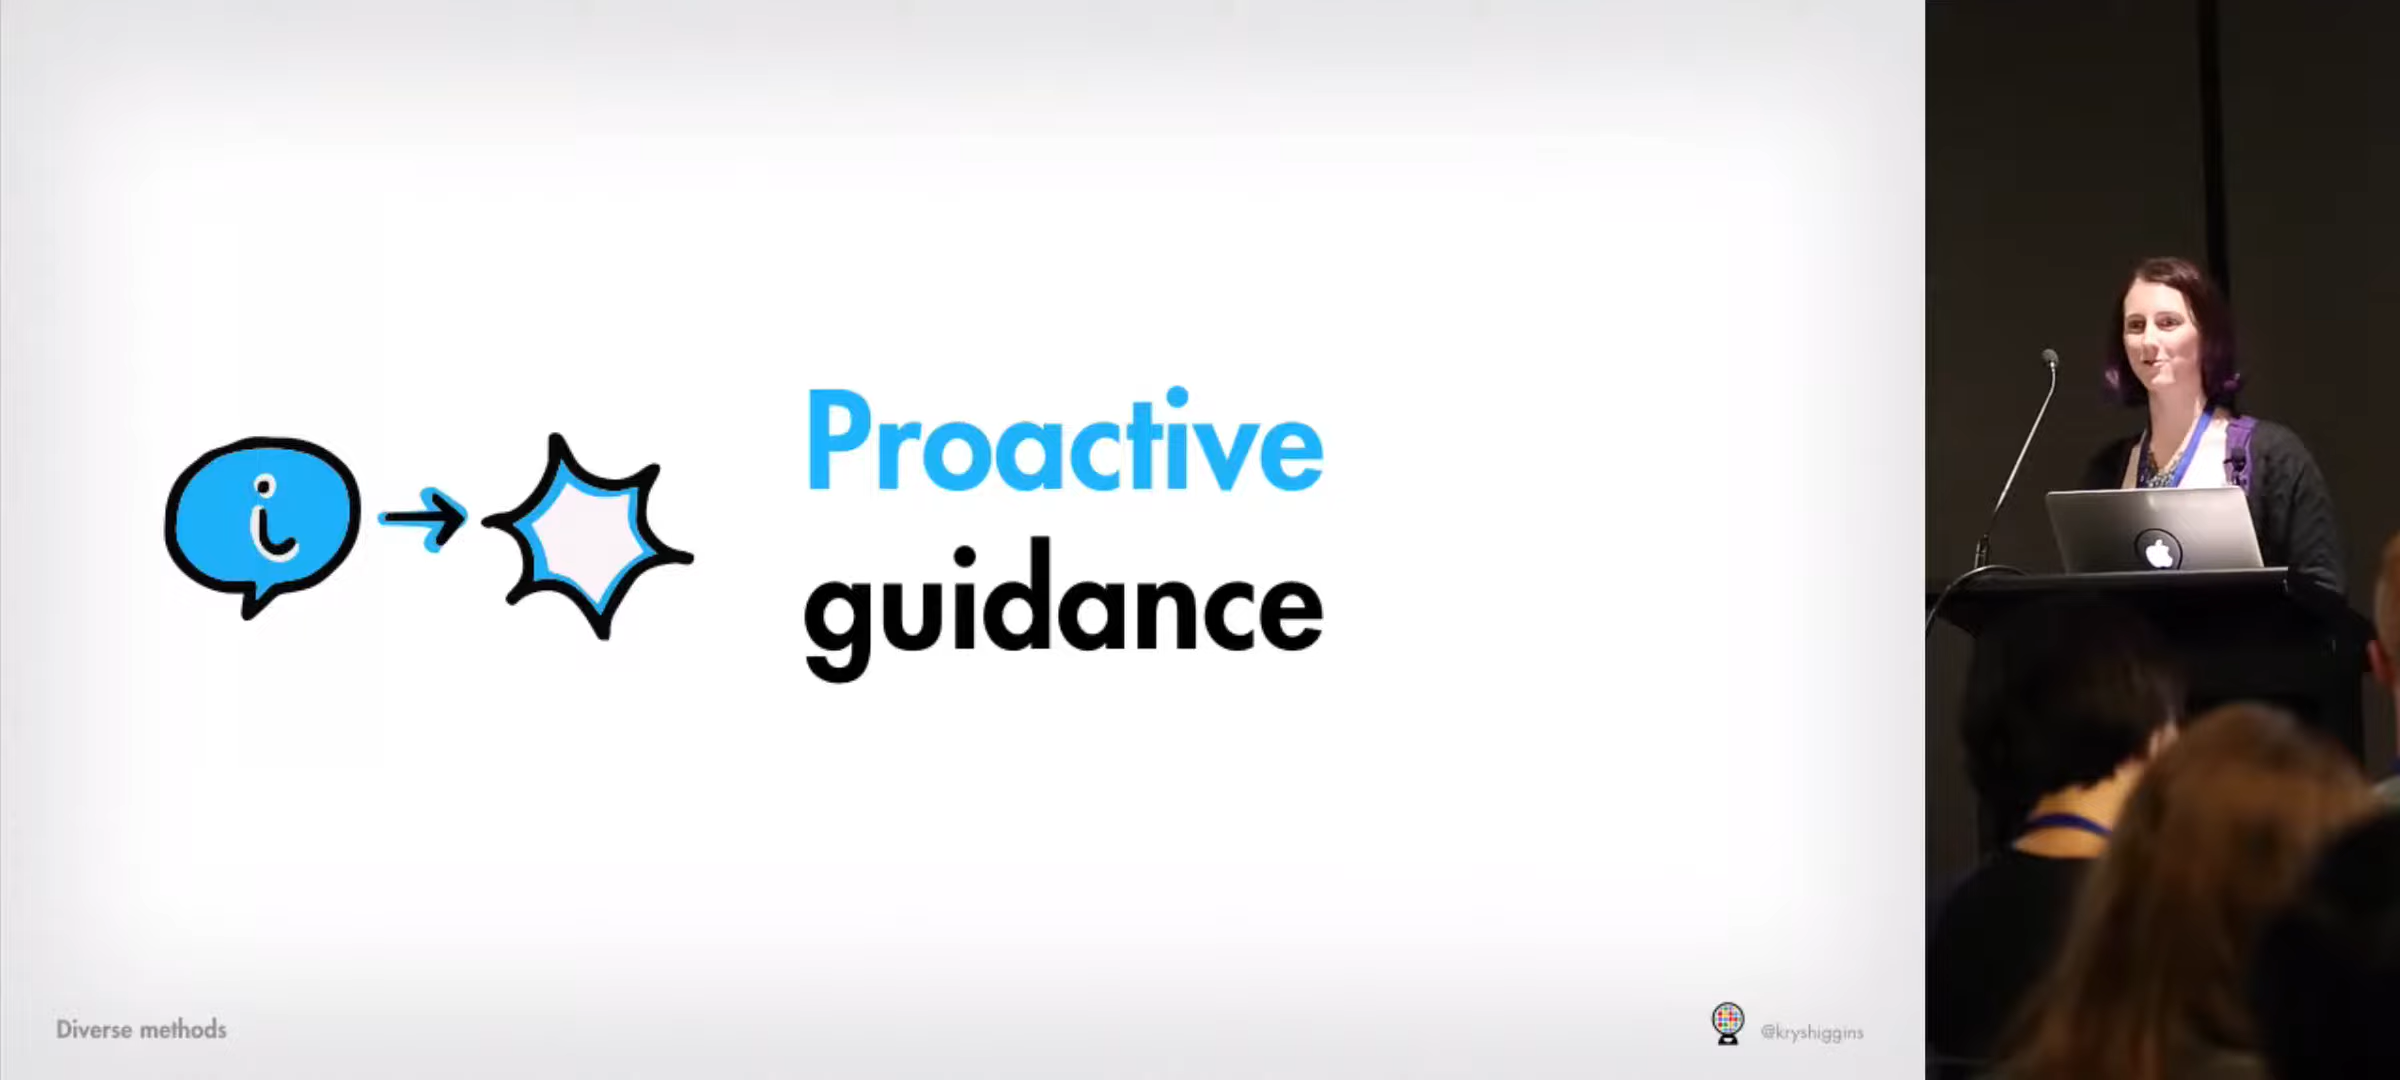 i
Proactive
guidance
Diverse methods
@kryshiggins